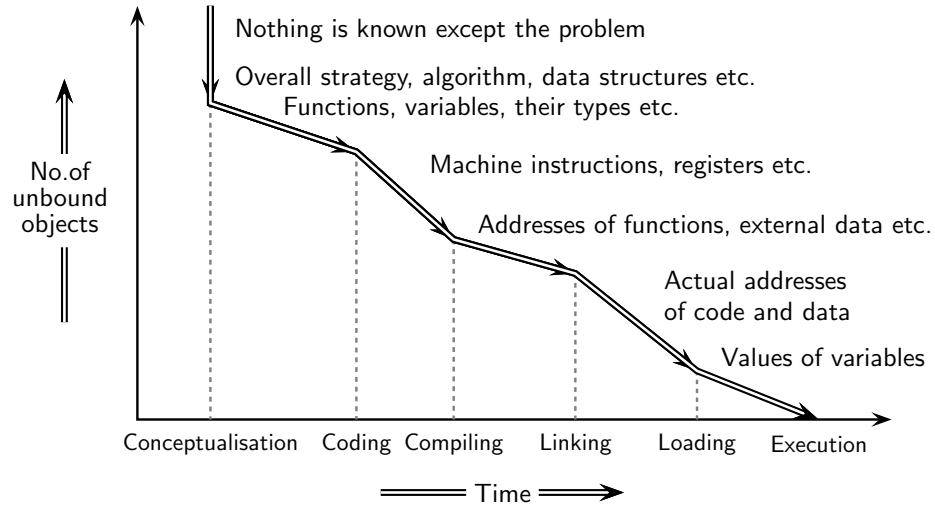 Nothing is known except the problem
Overall strategy, algorithm, data structures etc.
Functions, variables, their types etc.
Machine instructions, registers etc.
No.of
unbound
objects
Addresses of functions, external data etc.
Actual addresses
of code and data
Values of variables
Conceptualisation Coding Compiling Linking Loading Execution
Time